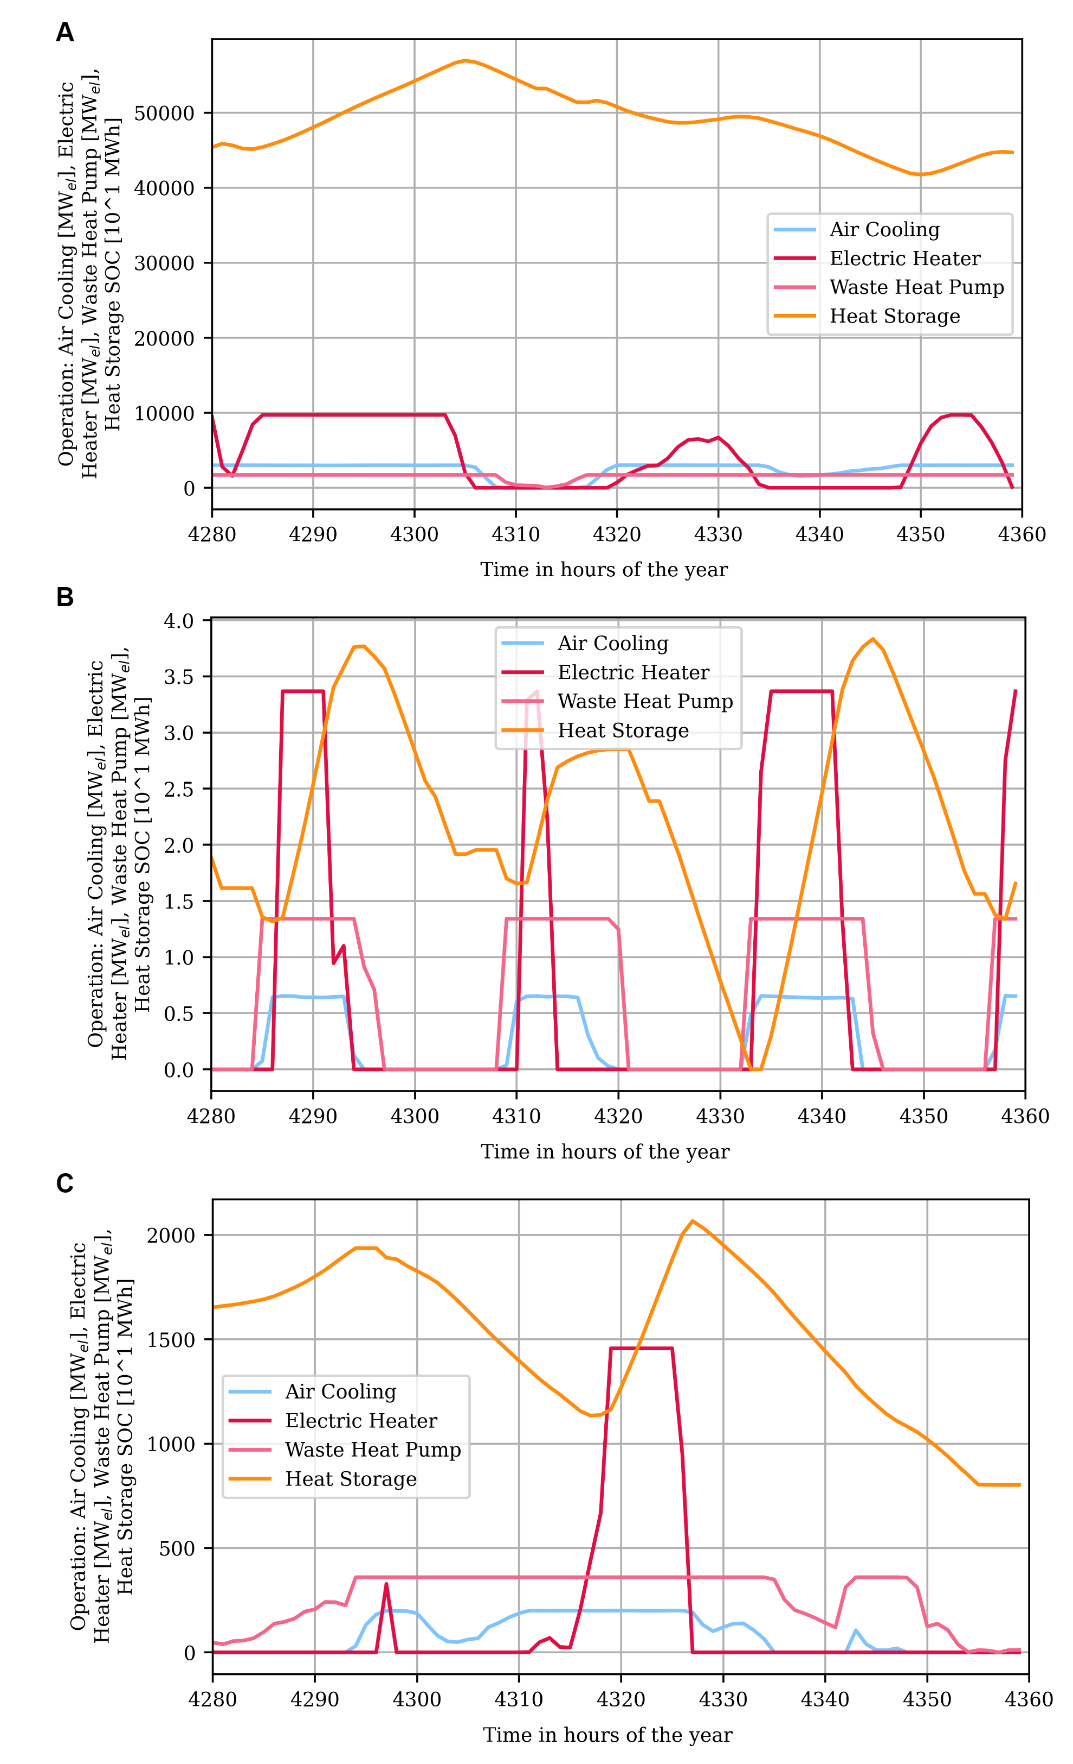 A
Operation: Air Cooling [MWel], Electric
Heater [MWel], Waste Heat Pump [MWel],
Heat Storage SOC [10^1 MWh]
50000
40000
30000
20000
10000
0
Air Cooling
Electric Heater
Waste Heat Pump
Heat Storage
4280 4290 4300 4310 4320 4330 4340 4350 4360
Time in hours of the year
B
Operation: Air Cooling [MWel], Electric
Heater [MWel], Waste Heat Pump [MWel],
Heat Storage SOC [10^1 MWh]
4.0
3.5
3.0
2.5
2.0
1.5
1.0
0.5
0.0
Air Cooling
Electric Heater
Waste Heat Pump
Heat Storage
4280 4290 4300 4310 4320 4330 4340 4350 4360
Time in hours of the year
C
Operation: Air Cooling [MWel], Electric
Heater [MWel], Waste Heat Pump [MWel],
Heat Storage SOC [10^1 MWh]
2000
1500
1000
500
0
Air Cooling
Electric Heater
Waste Heat Pump
Heat Storage
4280 4290 4300 4310 4320 4330 4340 4350 4360
Time in hours of the year